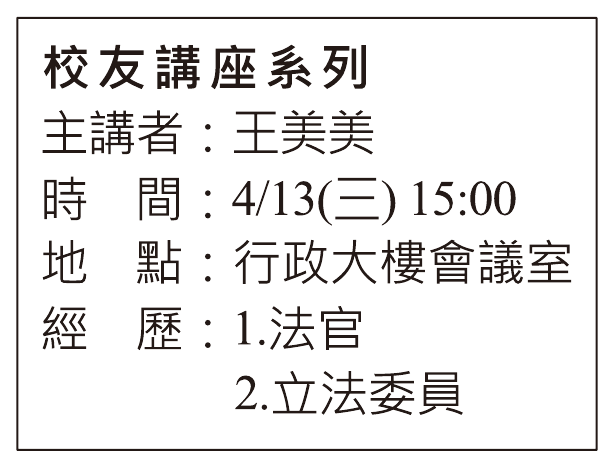 校友講座系列
主講者：王美美
時　間：4/13(三) 15:00
地　點：行政大樓會議室
經　歷：1.法官
2.立法委員